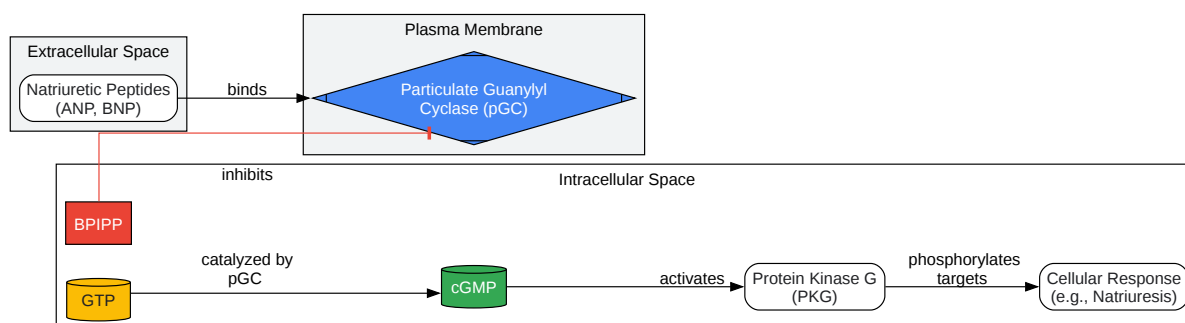 Plasma Membrane
Extracellular Space
Natriuretic Peptides
(ANP, BNP)
binds
Particulate Guanylyl
Cyclase (pGC)
inhibits
Intracellular Space
BPIPP
GTP
catalyzed by
pGC
cGMP
activates
Protein Kinase G
(PKG)
phosphorylates
targets
Cellular Response
(e.g., Natriuresis)